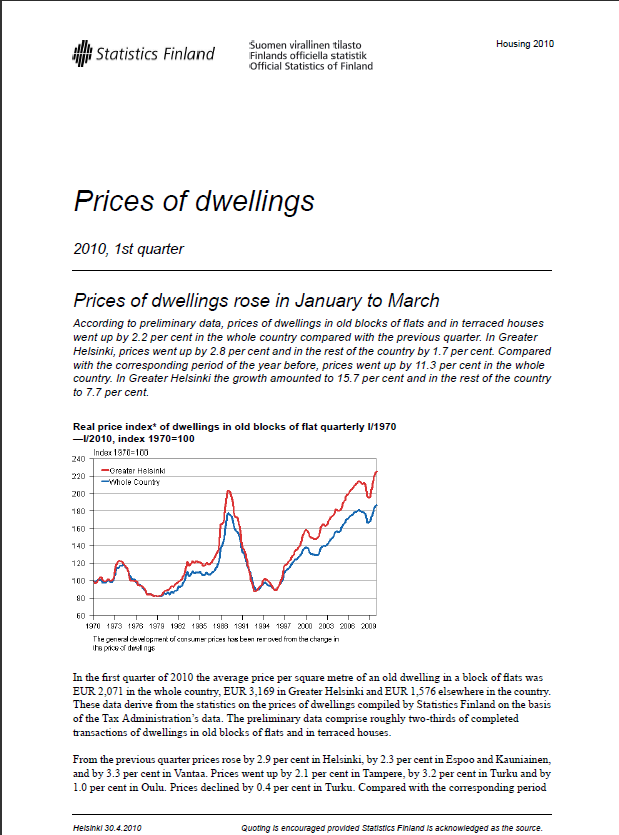 Statistics Finland
Suomen virallinen tilasto
Finlands officiella statistik
Official Statistics of Finland
Housing 2010
Prices of dwellings
2010, 1st quarter
Prices of dwellings rose in January to March
According to preliminary data, prices of dwellings in old blocks of flats and in terraced houses
went up by 2.2 per cent in the whole country compared with the previous quarter. In Greater
Helsinki, prices went up by 2.8 per cent and in the rest of the country by 1.7 per cent. Compared
with the corresponding period of the year before, prices went up by 11.3 per cent in the whole
country. In Greater Helsinki the growth amounted to 15.7 per cent and in the rest of the country
to 7.7 per cent.
Real price index* of dwellings in old blocks of flat quarterly I/1970
—I/2010, index 1970=100
Index 1970=100
240
220
200
180
160
140
120
100
80
60
Greater Helsinki
Whole Country
1970 1973 1976 1979 1982 1985 1988 1991 1994 1997 2000 2003 2006 2009
The general development of consumer prices has been removed from the change in
the price of dwellings
In the first quarter of 2010 the average price per square metre of an old dwelling in a block of flats was
EUR 2,071 in the whole country, EUR 3,169 in Greater Helsinki and EUR 1,576 elsewhere in the country.
These data derive from the statistics on the prices of dwellings compiled by Statistics Finland on the basis
of the Tax Administration's data. The preliminary data comprise roughly two-thirds of completed
transactions of dwellings in old blocks of flats and in terraced houses.
From the previous quarter prices rose by 2.9 per cent in Helsinki, by 2.3 per cent in Espoo and Kauniainen,
and by 3.3 per cent in Vantaa. Prices went up by 2.1 per cent in Tampere, by 3.2 per cent in Turku and by
1.0 per cent in Oulu. Prices declined by 0.4 per cent in Turku. Compared with the corresponding period
Helsinki 30.4.2010
Quoting is encouraged provided Statistics Finland is acknowledged as the source.